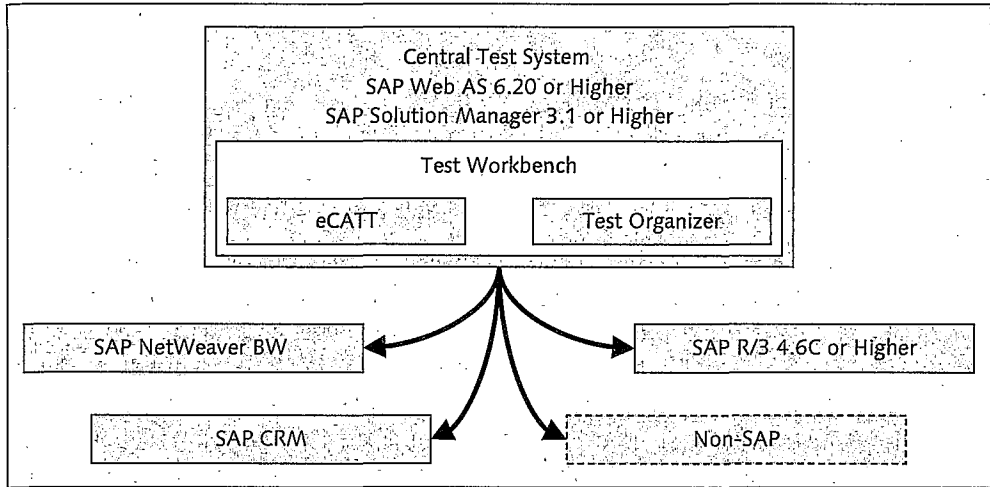 Central Test System
SAP Web AS 6.20 or Higher
SAP Solution Manager 3.1 or Higher
Test Workbench
eCATT
Test Organizer
SAP NetWeaver BW
SAP R/3 4.6C or Higher
SAP CRM
Non-SAP